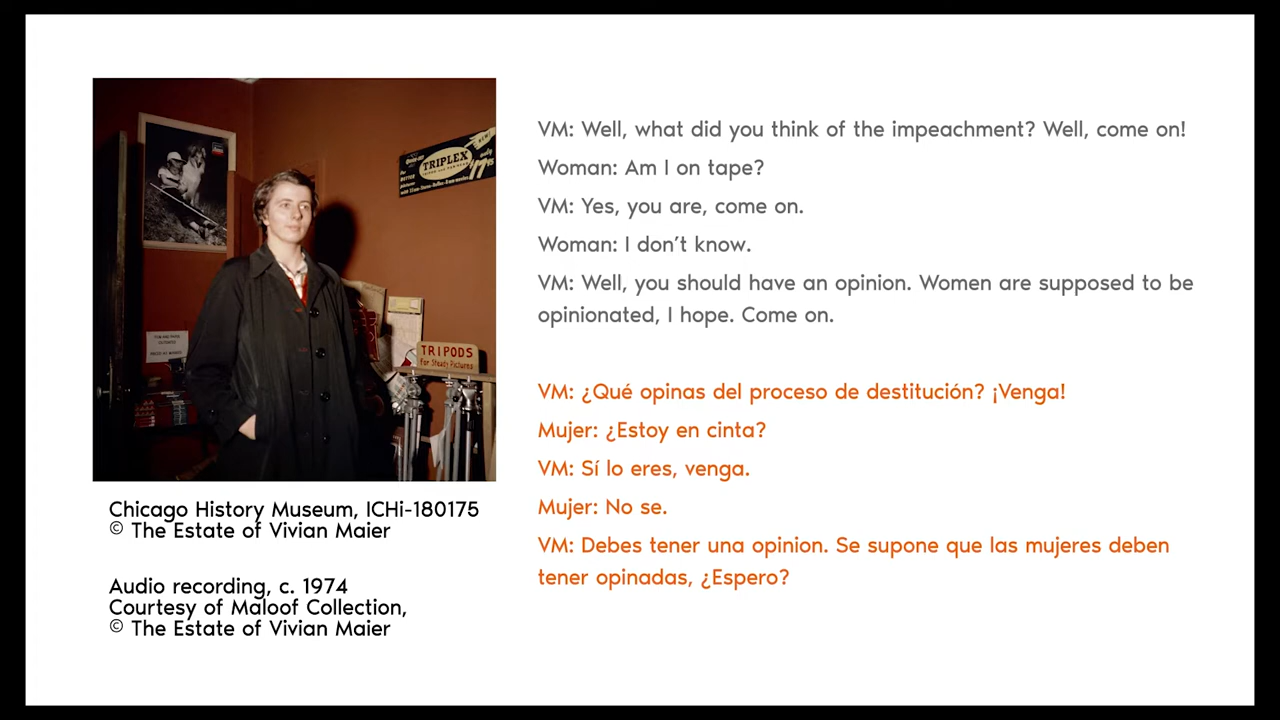 NEW!
TRIPLEX
only
TRIPODS
for Steady Pictures
Chicago History Museum, ICHi-180175
© The Estate of Vivian Maier
Audio recording, c. 1974
Courtesy of Maloof Collection,
© The Estate of Vivian Maier
VM: Well, what did you think of the impeachment? Well, come on!
Woman: Am I on tape?
VM: Yes, you are, come on.
Woman: I don’t know.
VM: Well, you should have an opinion. Women are supposed to be
opinionated, I hope. Come on.
VM: ¿Qué opinas del proceso de destitución? ¡Venga!
Mujer: ¿Estoy en cinta?
VM: Sí lo eres, venga.
Mujer: No se.
VM: Debes tener una opinion. Se supone que las mujeres deben
tener opinadas, ¿Espero?